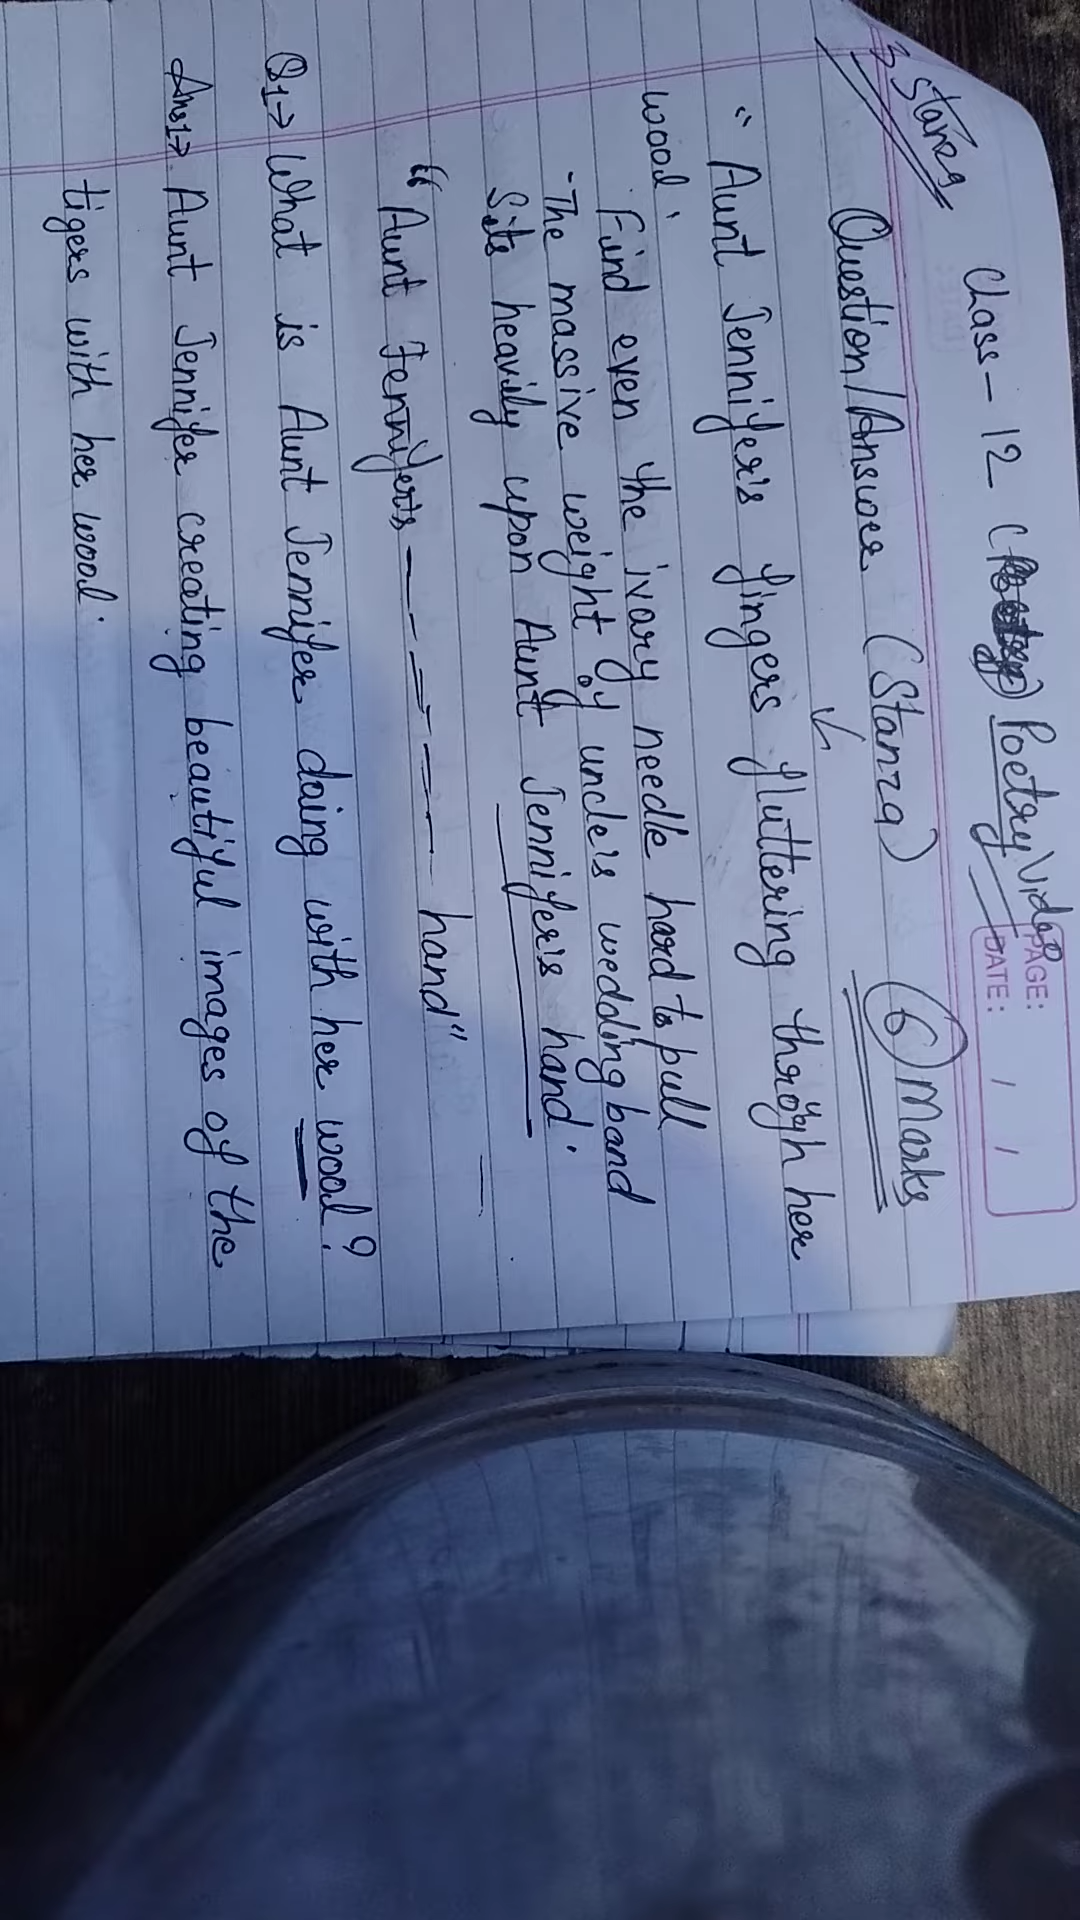 Class - 12 (Poetry) Poetry Video
PAGE:
DATE: / /
3 Stanza
Question/Answer (Stanza) 6 Marks
" Aunt Jennifer's fingers fluttering through her
wool,
Find even the ivary needle hard to pull
The massive weight of uncle's wedding band
Sits heavily upon Aunt Jennifer's hand.
" Aunt Jennifer's - - - - - - hand"
Q1→ What is Aunt Jennifer doing with her wool?
Ans1→ Aunt Jennifer creating beautiful images of the
tigers with her wool.